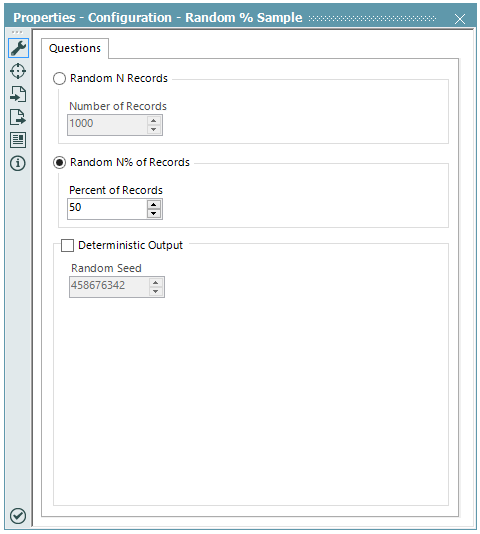 Properties - Configuration - Random % Sample
Questions
Random N Records
Number of Records
1000
Random N% of Records
Percent of Records
50
Deterministic Output
Random Seed
458676342